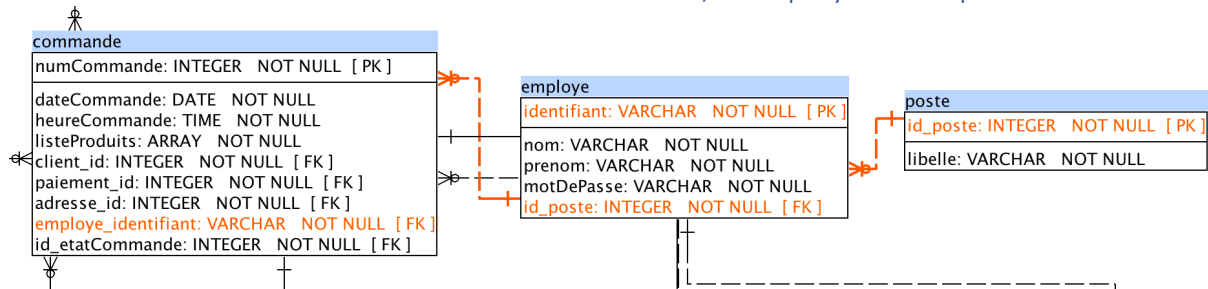 commande
numCommande: INTEGER NOT NULL [ PK ]
dateCommande: DATE NOT NULL
heureCommande: TIME NOT NULL
listeProduits: ARRAY NOT NULL
client_id: INTEGER NOT NULL [ FK ]
paiement_id: INTEGER NOT NULL [ FK ]
adresse_id: INTEGER NOT NULL [ FK ]
employe_identifiant: VARCHAR NOT NULL [ FK ]
id_etatCommande: INTEGER NOT NULL [ FK ]
employe
identifiant: VARCHAR NOT NULL [ PK ]
nom: VARCHAR NOT NULL
prenom: VARCHAR NOT NULL
motDePasse: VARCHAR NOT NULL
id_poste: INTEGER NOT NULL [ FK ]
poste
id_poste: INTEGER NOT NULL [ PK ]
libelle: VARCHAR NOT NULL